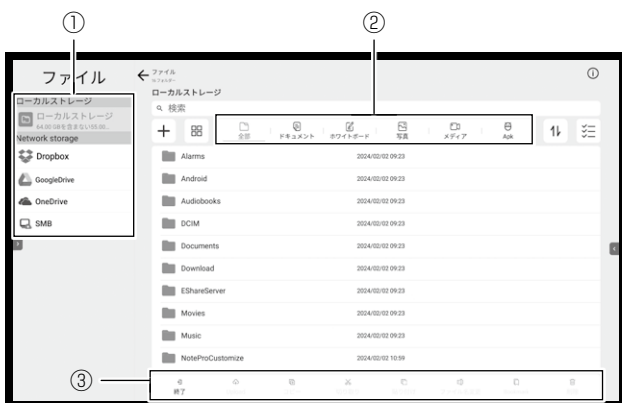 ① ②
ファイル
ファイル
ローカルストレージ
検索
ローカルストレージ
ローカルストレージ
Network storage
Dropbox
GoogleDrive
OneDrive
SMB
全部 ドキュメント ホワイトボード 写真 メディア Apk
Alarms 2024/02/02 09:23
Android 2024/02/02 09:23
Audiobooks 2024/02/02 09:23
DCIM 2024/02/02 09:23
Documents 2024/02/02 09:23
Download 2024/02/02 09:23
EShareServer 2024/02/02 09:23
Movies 2024/02/02 09:23
Music 2024/02/02 09:23
NoteProCustomize 2024/02/02 10:59
③
終了